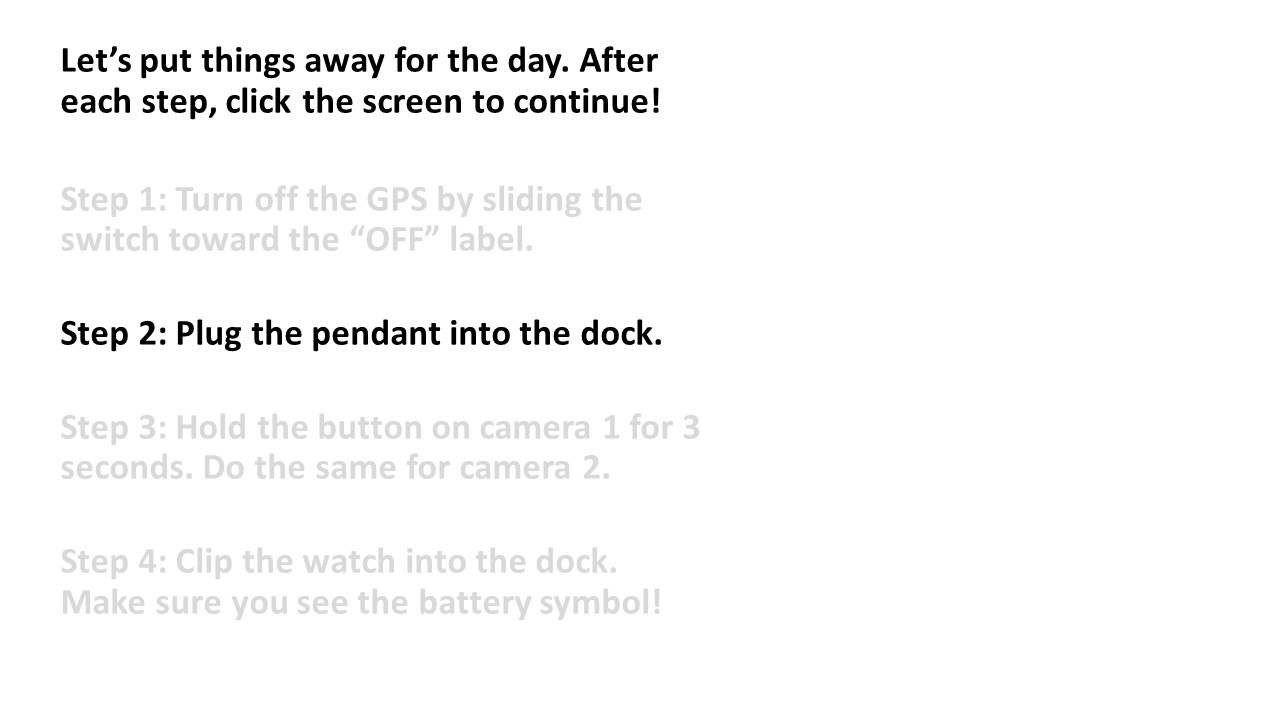 Let’s put things away for the day. After
each step, click the screen to continue!
Step 1: Turn off the GPS by sliding the
switch toward the “OFF” label.
Step 2: Plug the pendant into the dock.
Step 3: Hold the button on camera 1 for 3
seconds. Do the same for camera 2.
Step 4: Clip the watch into the dock.
Make sure you see the battery symbol!